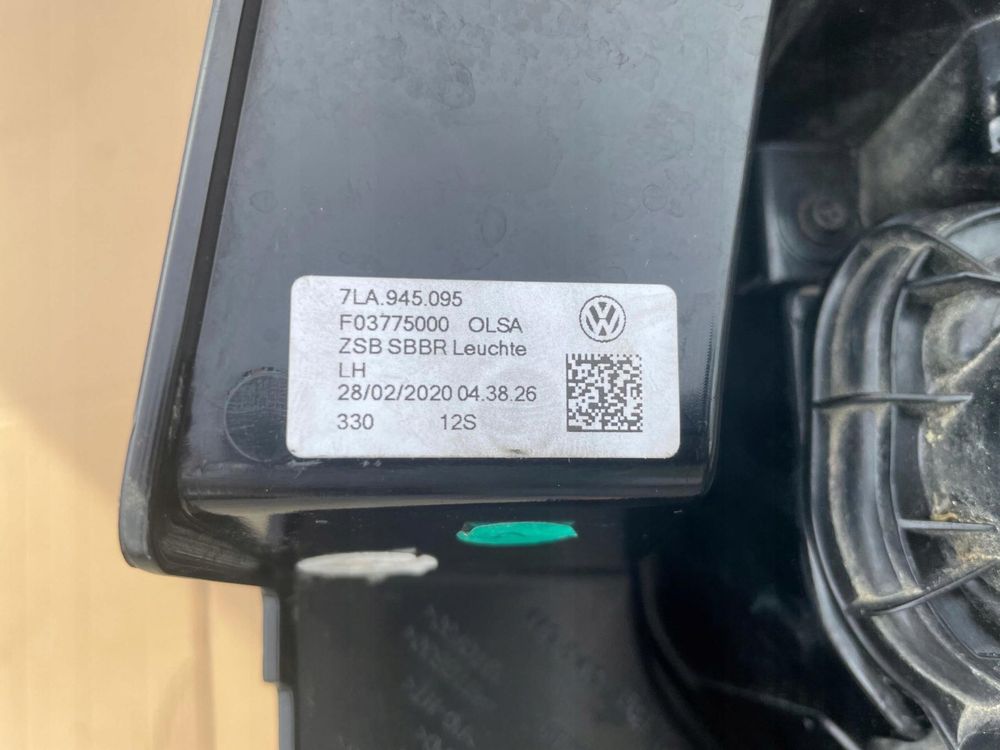 7LA.945.095
F03775000 OLSA
ZSB SBBR Leuchte
LH
28/02/2020 04.38.26
330 12S